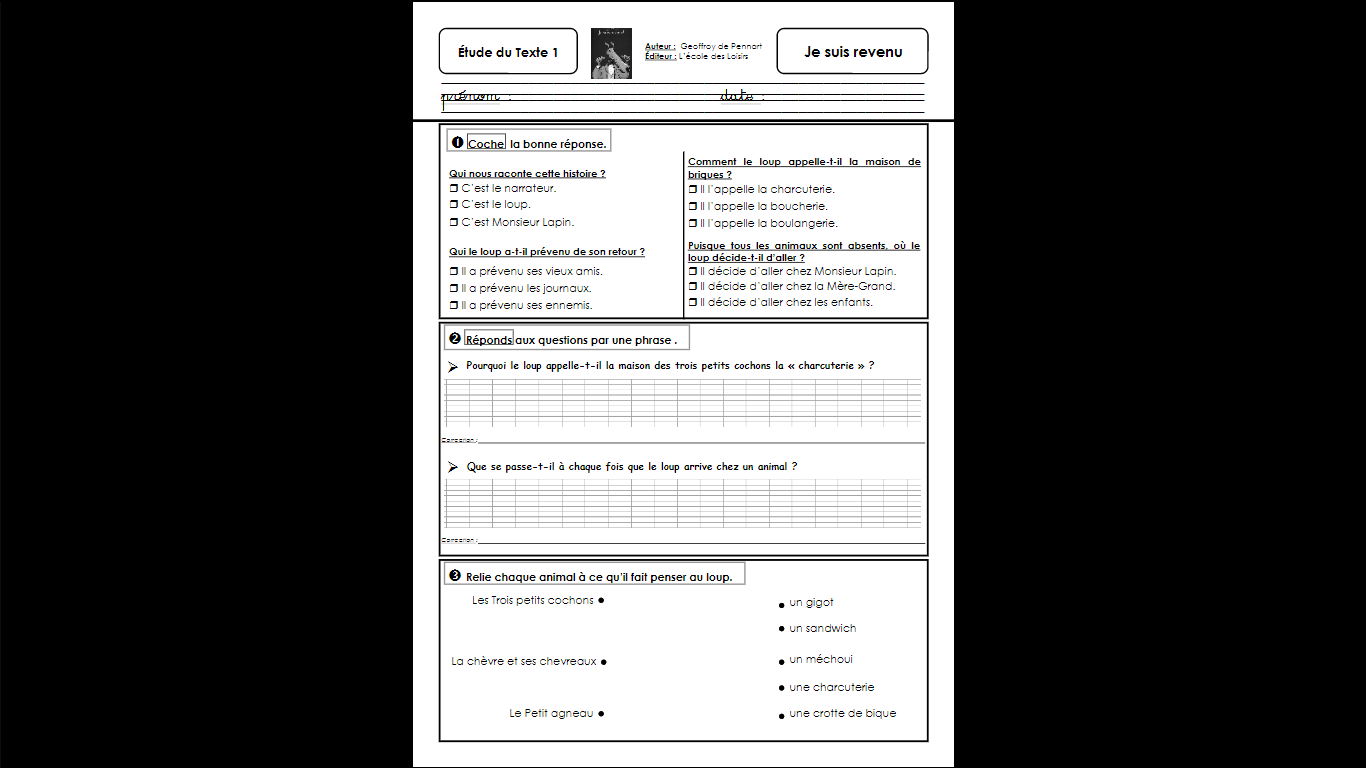 Étude du Texte 1
Auteur : Geoffroy de Pennart
Éditeur : L'école des Loisirs
Je suis revenu
prénom :
date :
❶ Coche la bonne réponse.
Qui nous raconte cette histoire ?
❒ C'est le narrateur.
❒ C'est le loup.
❒ C'est Monsieur Lapin.
Qui le loup a-t-il prévenu de son retour ?
❒ Il a prévenu ses vieux amis.
❒ Il a prévenu les journaux.
❒ Il a prévenu ses ennemis.
Comment le loup appelle-t-il la maison de
briques ?
❒ Il l'appelle la charcuterie.
❒ Il l'appelle la boucherie.
❒ Il l'appelle la boulangerie.
Puisque tous les animaux sont absents, où le
loup décide-t-il d'aller ?
❒ Il décide d'aller chez Monsieur Lapin.
❒ Il décide d'aller chez la Mère-Grand.
❒ Il décide d'aller chez les enfants.
❷ Réponds aux questions par une phrase .
➢ Pourquoi le loup appelle-t-il la maison des trois petits cochons la « charcuterie » ?
Correction :
➢ Que se passe-t-il à chaque fois que le loup arrive chez un animal ?
Correction :
❸ Relie chaque animal à ce qu'il fait penser au loup.
Les Trois petits cochons ●
● un gigot
● un sandwich
La chèvre et ses chevreaux ●
● un méchoui
● une charcuterie
Le Petit agneau ●
● une crotte de bique